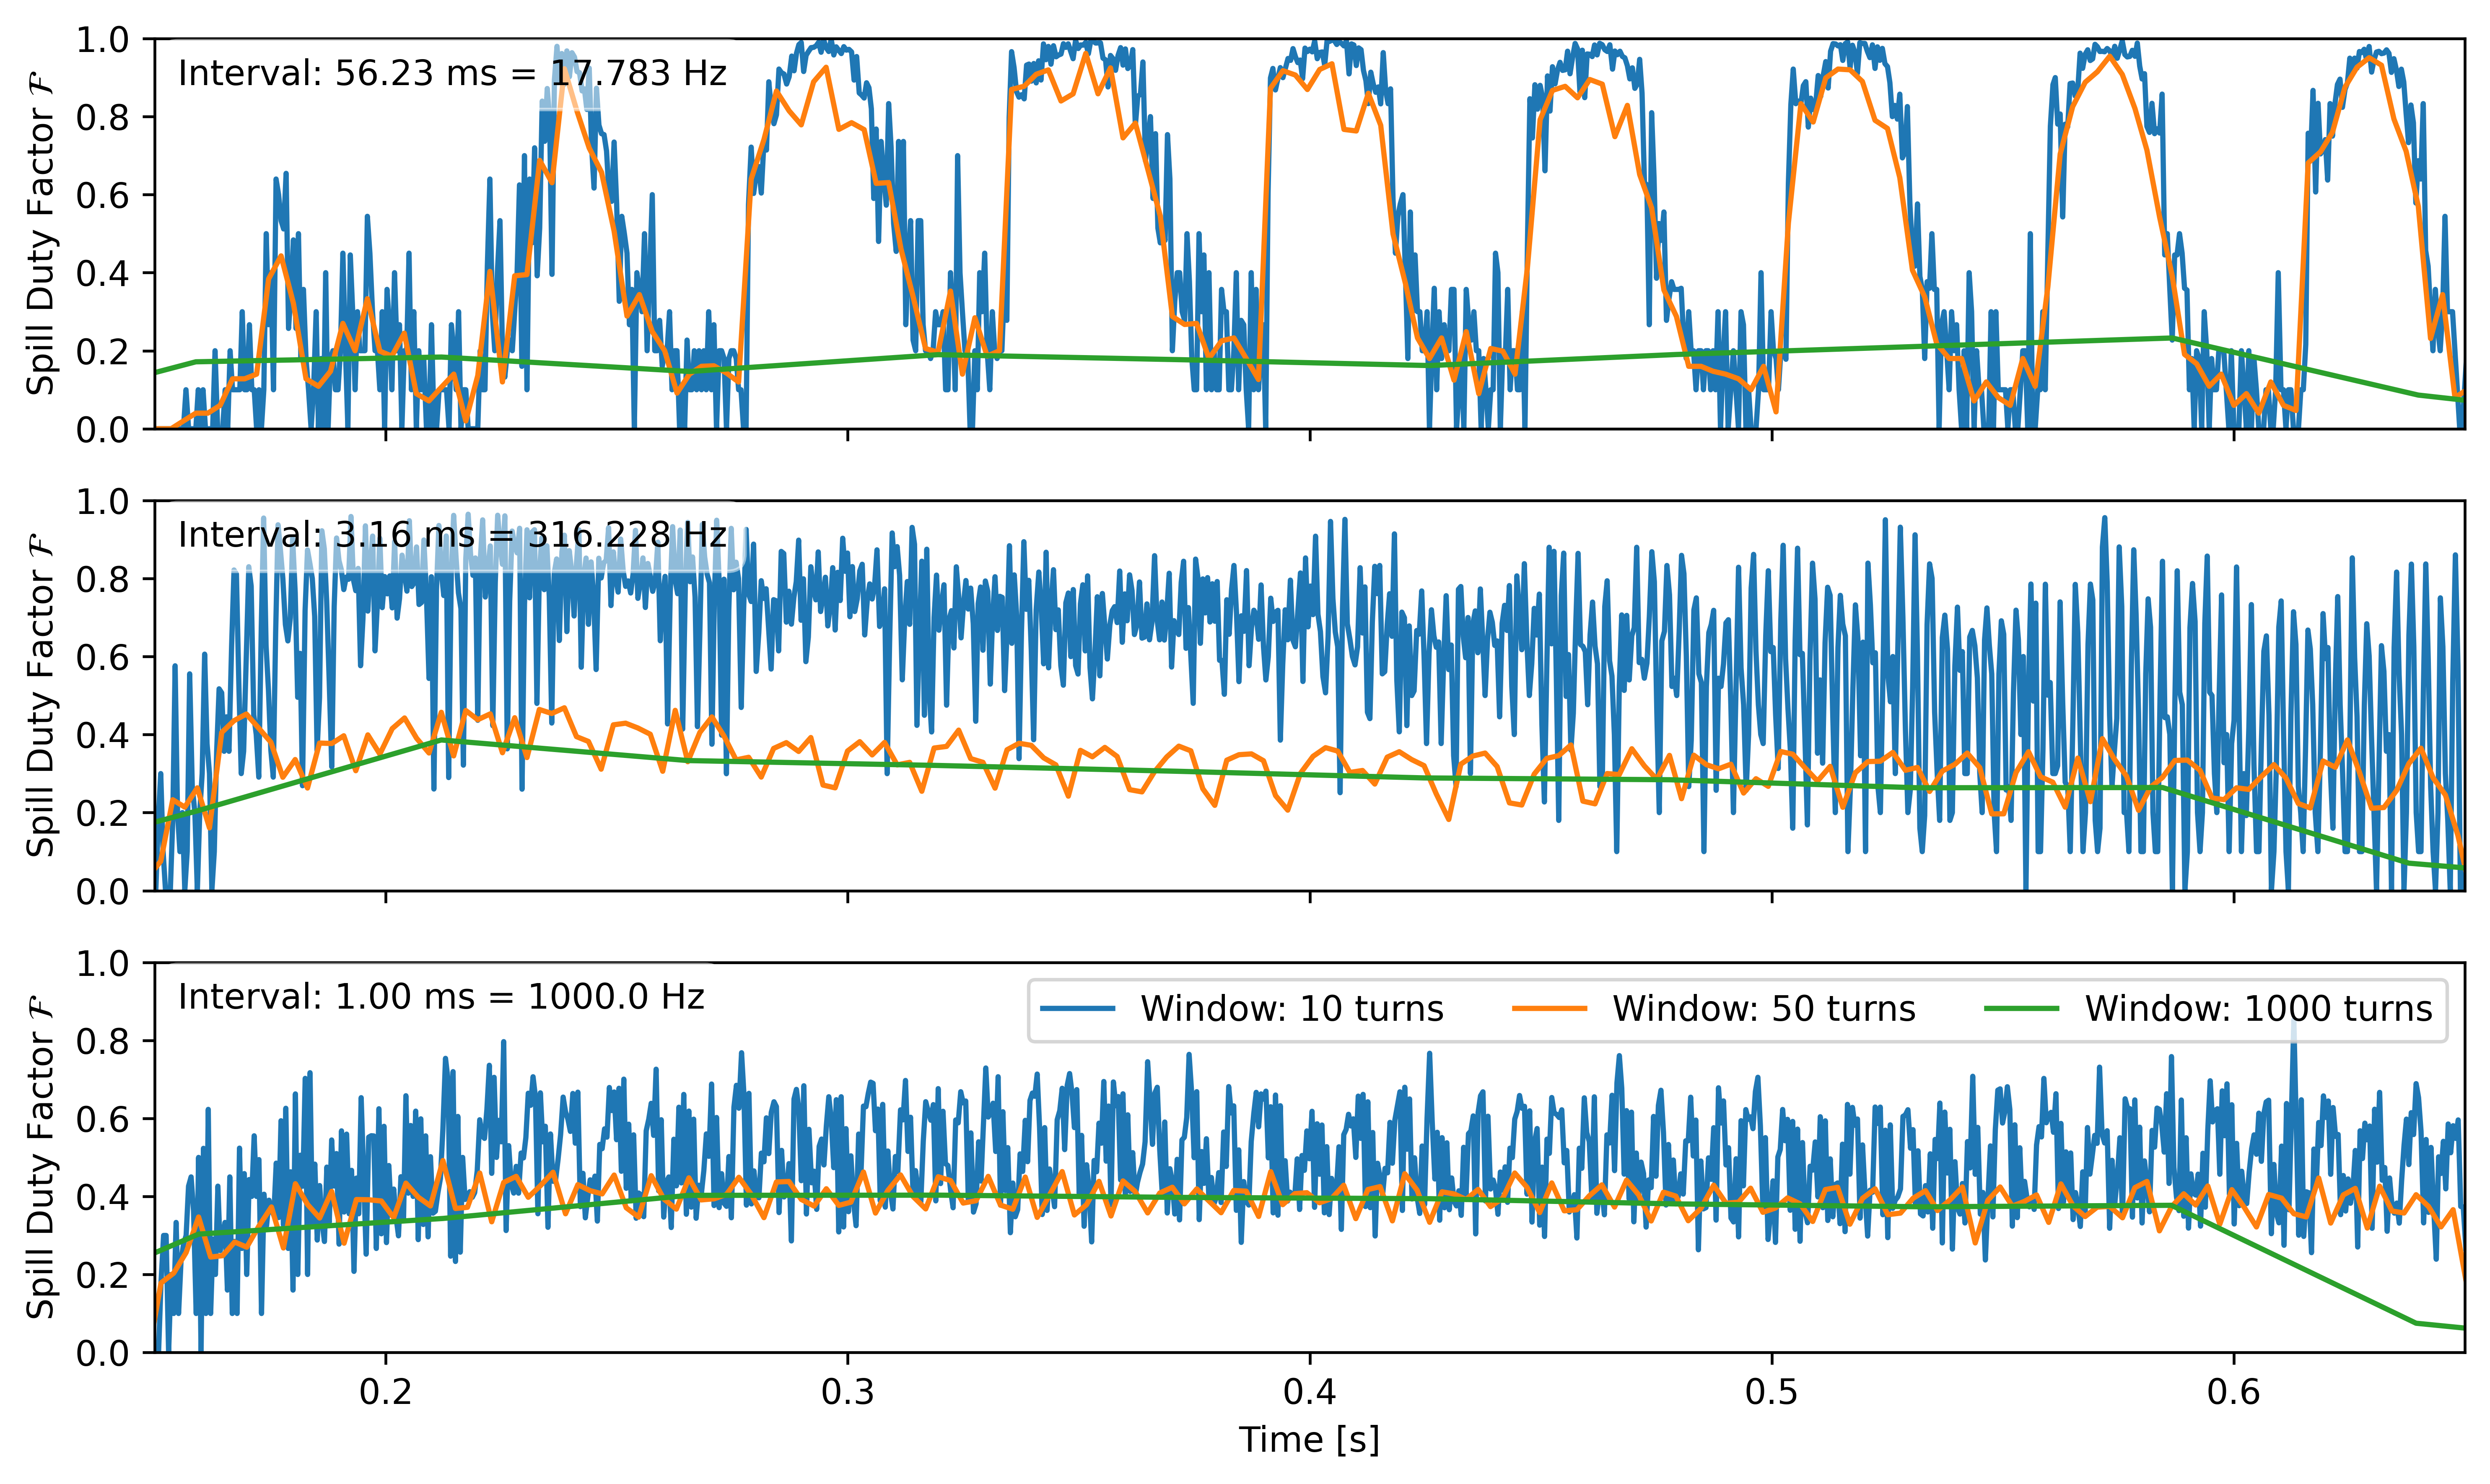 Interval: 56.23 ms = 17.783 Hz
Spill Duty Factor ℱ
1.0
0.8
0.6
0.4
0.2
0.0
Interval: 3.16 ms = 316.228 Hz
Spill Duty Factor ℱ
1.0
0.8
0.6
0.4
0.2
0.0
Interval: 1.00 ms = 1000.0 Hz
Window: 10 turns
Window: 50 turns
Window: 1000 turns
Spill Duty Factor ℱ
1.0
0.8
0.6
0.4
0.2
0.0
0.2 0.3 0.4 0.5 0.6
Time [s]